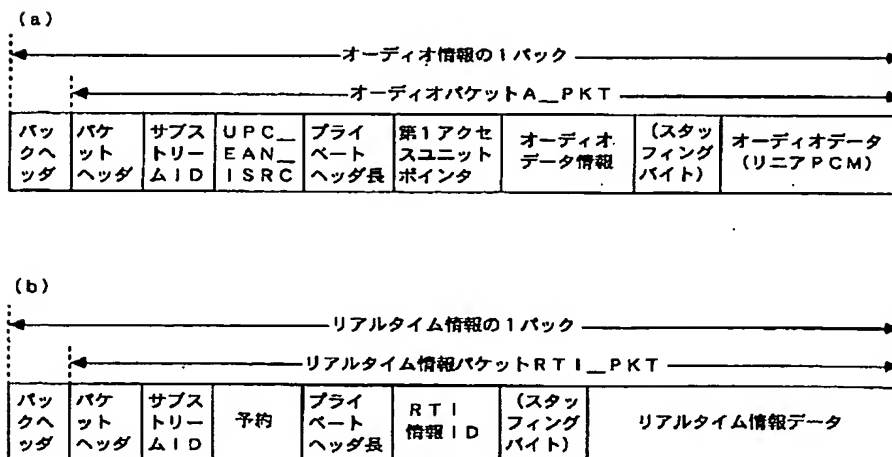 (a)
オーディオ情報の1パック
オーディオパケットA__PKT
パッ
クヘ
ッダ
パケ
ット
ヘッダ
サブス
トリー
ムID
UPC__
EAN__
ISRC
プライ
ベート
ヘッダ長
第1アクセ
スユニット
ポインタ
オーディオ
データ情報
(スタッ
フィング
バイト)
オーディオデータ
(リニアPCM)
(b)
リアルタイム情報の1パック
リアルタイム情報パケットRTI__PKT
パッ
クヘ
ッダ
パケ
ット
ヘッダ
サブス
トリー
ムID
予約
プライ
ベート
ヘッダ長
RTI
情報ID
(スタッ
フィング
バイト)
リアルタイム情報データ